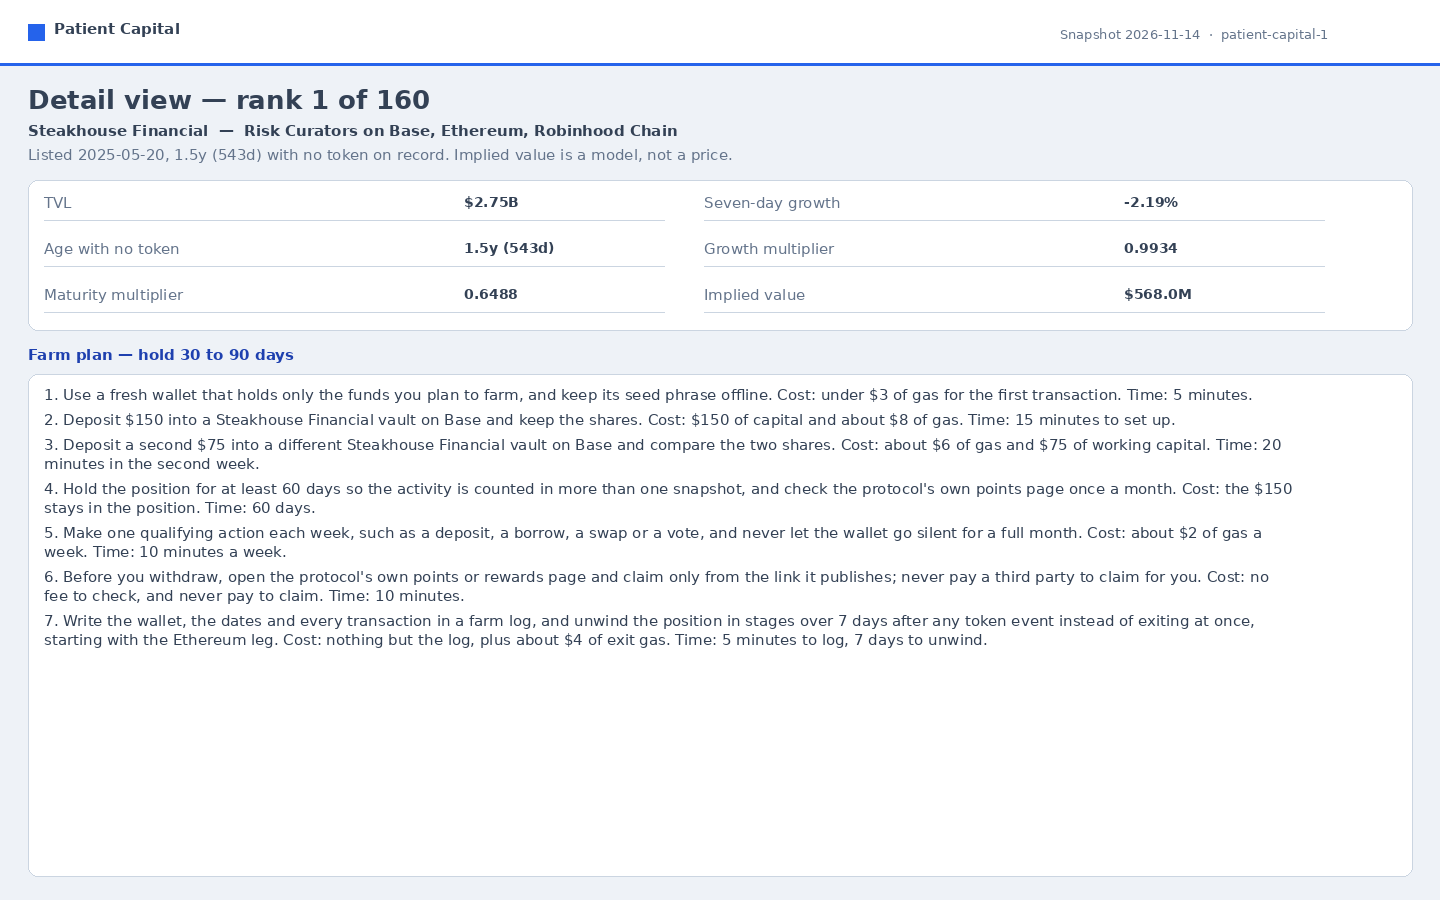 Patient Capital
Snapshot 2026-11-14 · patient-capital-1
Detail view — rank 1 of 160
Steakhouse Financial — Risk Curators on Base, Ethereum, Robinhood Chain
Listed 2025-05-20, 1.5y (543d) with no token on record. Implied value is a model, not a price.
TVL $2.75B Seven-day growth -2.19%
Age with no token 1.5y (543d) Growth multiplier 0.9934
Maturity multiplier 0.6488 Implied value $568.0M
Farm plan — hold 30 to 90 days
1. Use a fresh wallet that holds only the funds you plan to farm, and keep its seed phrase offline. Cost: under $3 of gas for the first transaction. Time: 5 minutes.
2. Deposit $150 into a Steakhouse Financial vault on Base and keep the shares. Cost: $150 of capital and about $8 of gas. Time: 15 minutes to set up.
3. Deposit a second $75 into a different Steakhouse Financial vault on Base and compare the two shares. Cost: about $6 of gas and $75 of working capital. Time: 20
minutes in the second week.
4. Hold the position for at least 60 days so the activity is counted in more than one snapshot, and check the protocol's own points page once a month. Cost: the $150
stays in the position. Time: 60 days.
5. Make one qualifying action each week, such as a deposit, a borrow, a swap or a vote, and never let the wallet go silent for a full month. Cost: about $2 of gas a
week. Time: 10 minutes a week.
6. Before you withdraw, open the protocol's own points or rewards page and claim only from the link it publishes; never pay a third party to claim for you. Cost: no
fee to check, and never pay to claim. Time: 10 minutes.
7. Write the wallet, the dates and every transaction in a farm log, and unwind the position in stages over 7 days after any token event instead of exiting at once,
starting with the Ethereum leg. Cost: nothing but the log, plus about $4 of exit gas. Time: 5 minutes to log, 7 days to unwind.